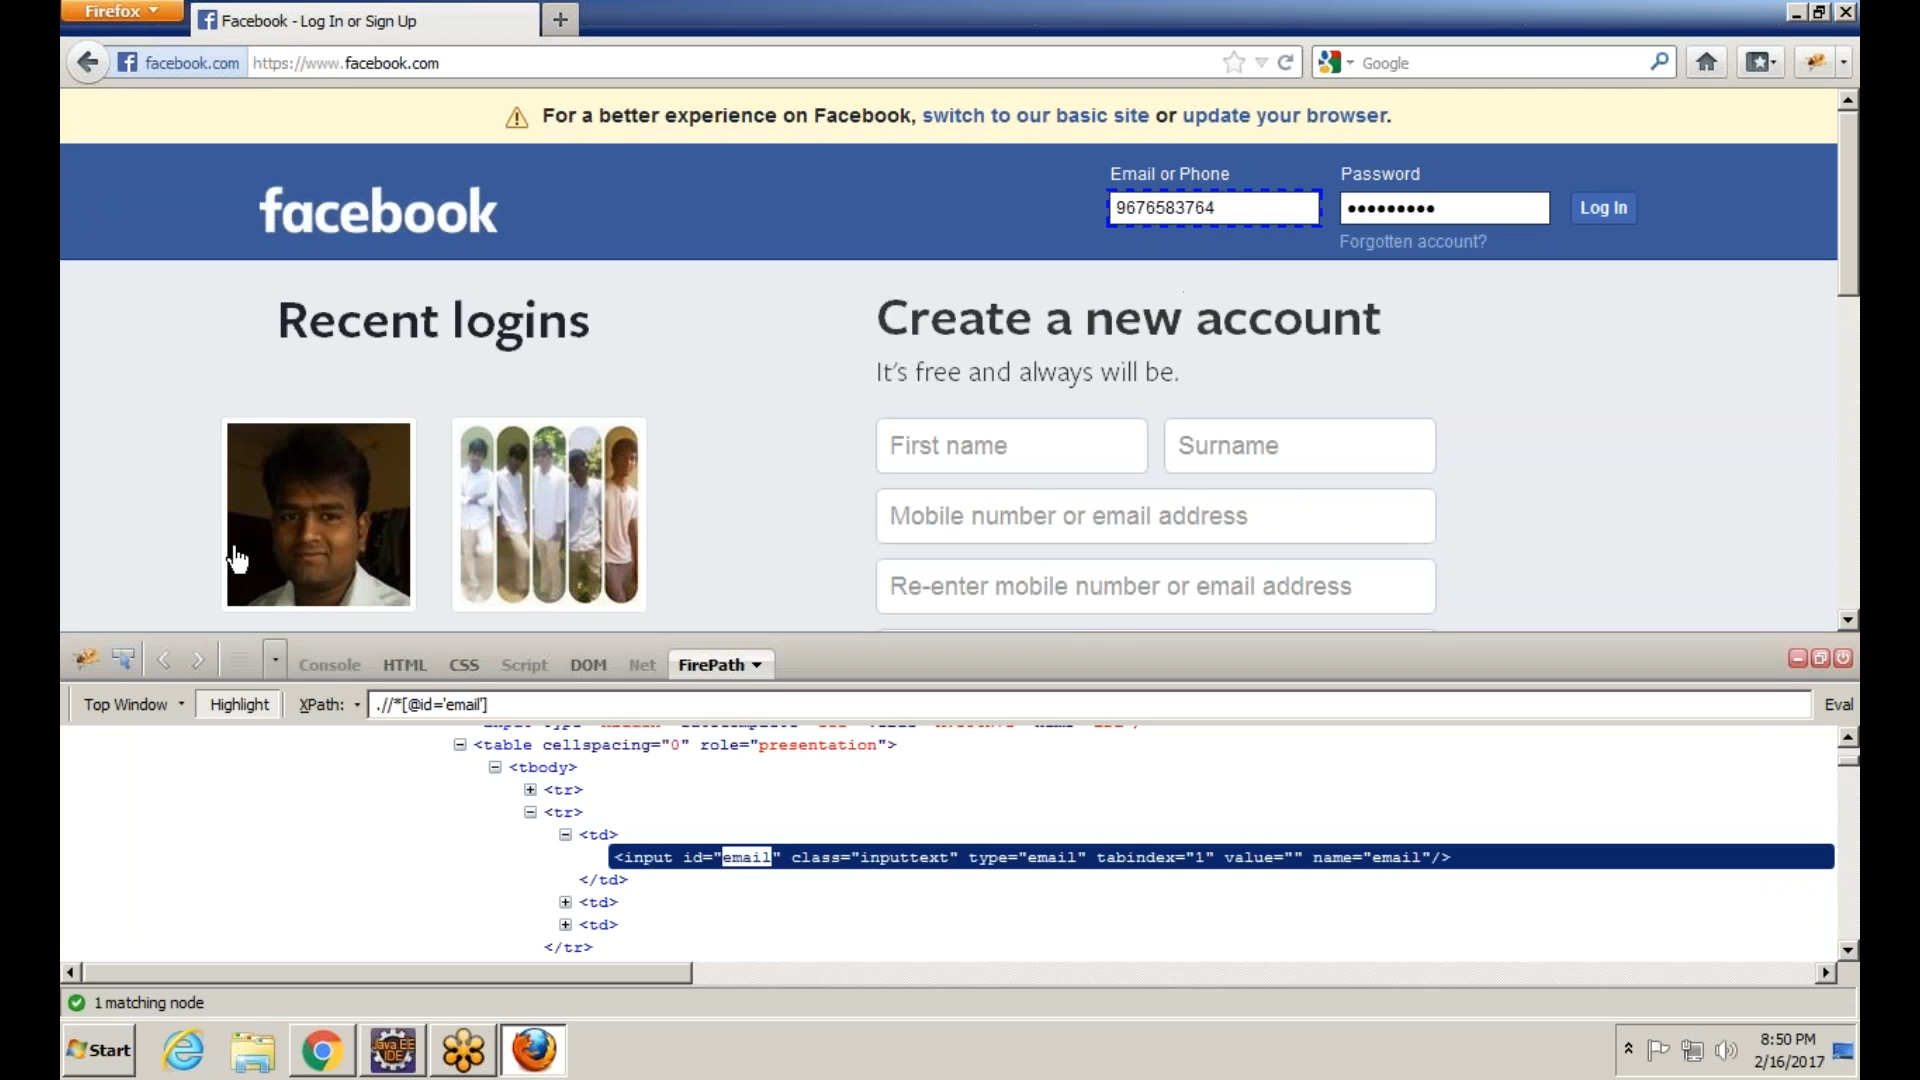 Firefox
Facebook - Log In or Sign Up
facebook.com
https://www.facebook.com
Google
For a better experience on Facebook, switch to our basic site or update your browser.
facebook
Email or Phone
Password
9676583764
•••••••••
Log In
Forgotten account?
Recent logins
Create a new account
It's free and always will be.
First name
Surname
Mobile number or email address
Re-enter mobile number or email address
Console HTML CSS Script DOM Net FirePath
Top Window Highlight XPath: .//*[@id='email'] Eval
<table cellspacing="0" role="presentation">
<tbody>
<tr>
<tr>
<td>
<input id="email" class="inputtext" type="email" tabindex="1" value="" name="email"/>
</td>
<td>
<td>
</tr>
1 matching node
Start
Java EE
IDE
8:50 PM
2/16/2017